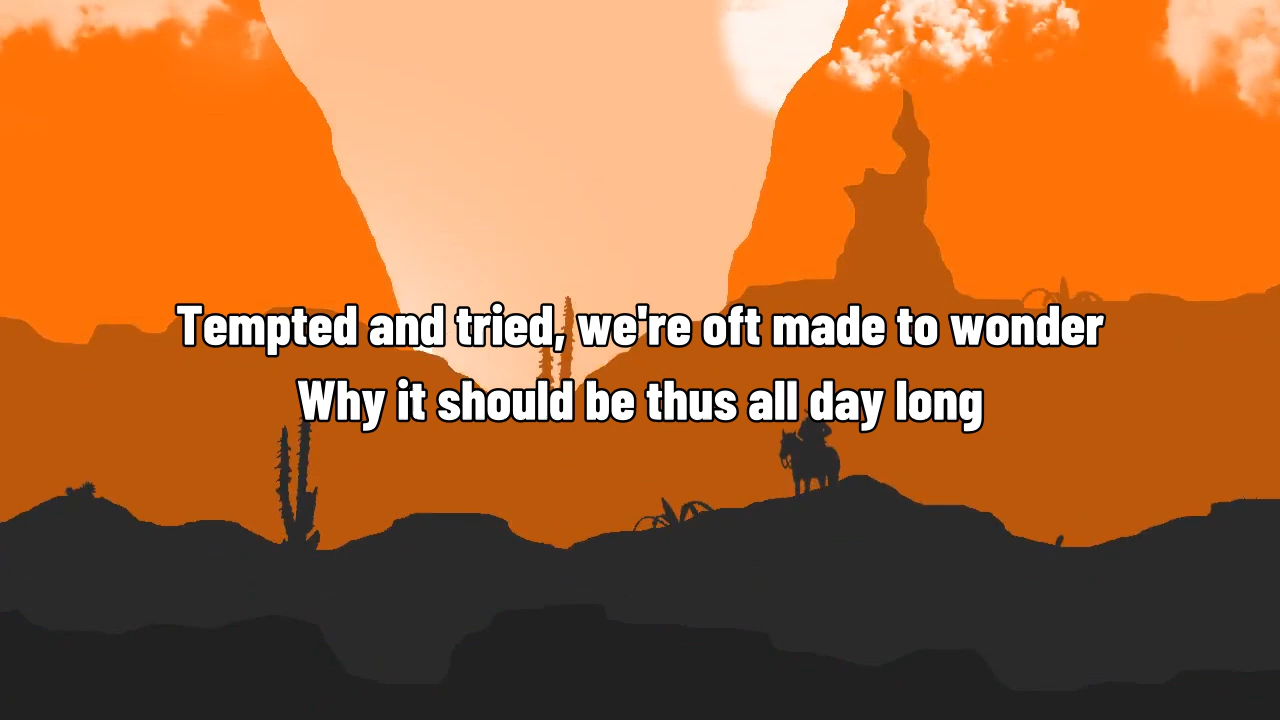 Tempted and tried, we're oft made to wonder
Why it should be thus all day long